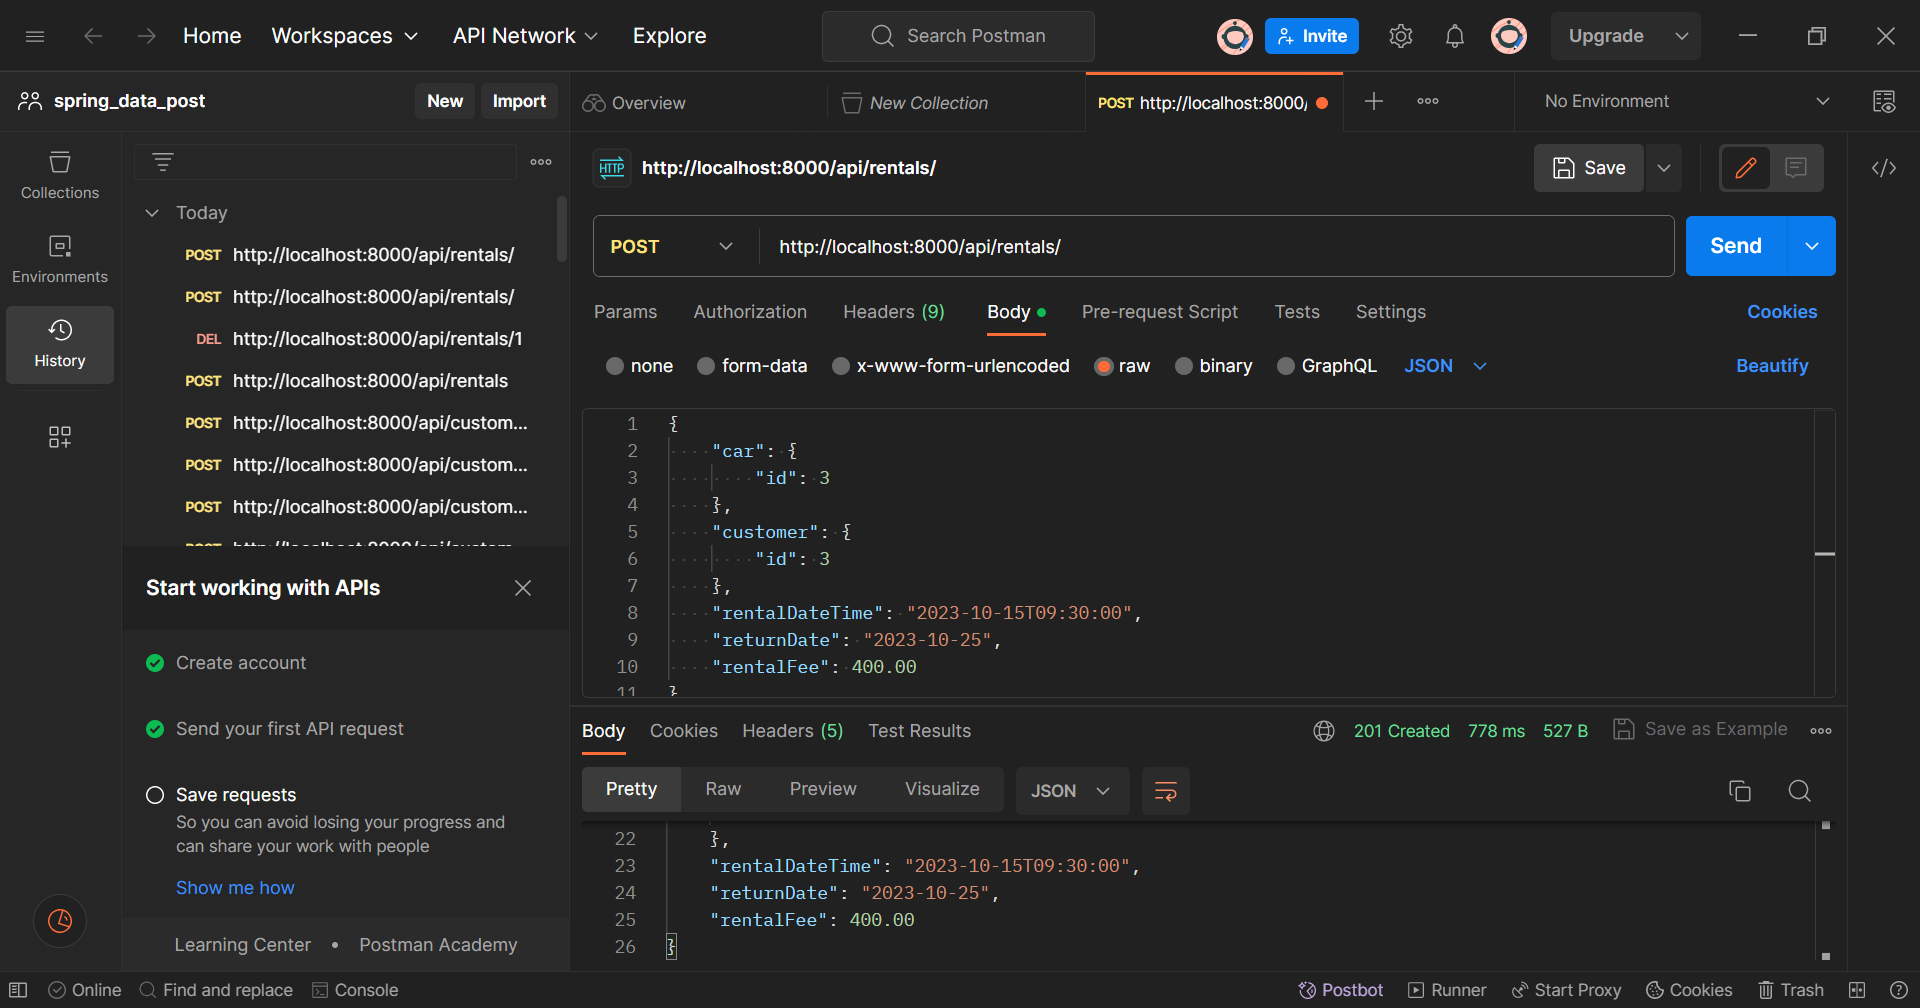 Home
Workspaces
API Network
Explore
Search Postman
Invite
Upgrade
spring_data_post
New
Import
Overview
New Collection
POST http://localhost:8000/
No Environment
Collections
Environments
History
Today
POST http://localhost:8000/api/rentals/
POST http://localhost:8000/api/rentals/
DEL http://localhost:8000/api/rentals/1
POST http://localhost:8000/api/rentals
POST http://localhost:8000/api/custom...
POST http://localhost:8000/api/custom...
POST http://localhost:8000/api/custom...
Start working with APIs
Create account
Send your first API request
Save requests
So you can avoid losing your progress and
can share your work with people
Show me how
Learning Center • Postman Academy
HTTP
http://localhost:8000/api/rentals/
Save
POST
http://localhost:8000/api/rentals/
Send
Params
Authorization
Headers (9)
Body
Pre-request Script
Tests
Settings
Cookies
none
form-data
x-www-form-urlencoded
raw
binary
GraphQL
JSON
Beautify
1 {
2 "car": {
3 "id": 3
4 },
5 "customer": {
6 "id": 3
7 },
8 "rentalDateTime": "2023-10-15T09:30:00",
9 "returnDate": "2023-10-25",
10 "rentalFee": 400.00
11 }
Body
Cookies
Headers (5)
Test Results
201 Created
778 ms
527 B
Save as Example
Pretty
Raw
Preview
Visualize
JSON
22 },
23 "rentalDateTime": "2023-10-15T09:30:00",
24 "returnDate": "2023-10-25",
25 "rentalFee": 400.00
26 }
Online
Find and replace
Console
Postbot
Runner
Start Proxy
Cookies
Trash